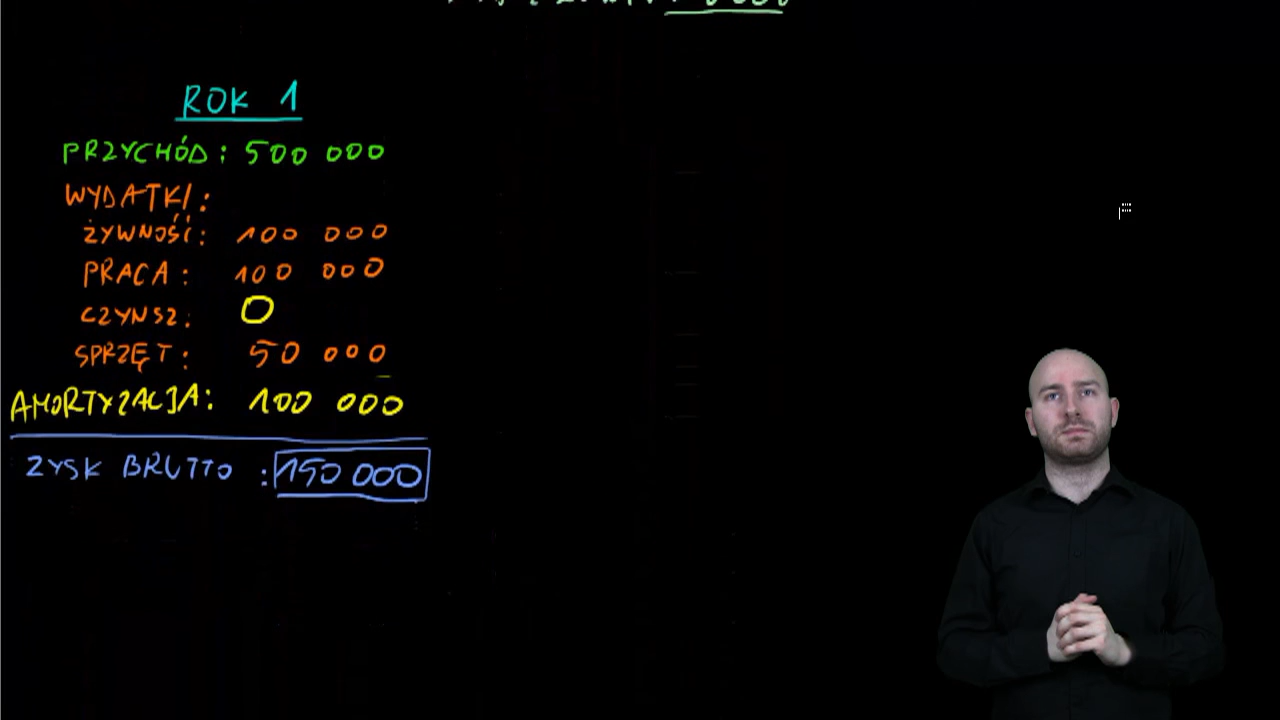 ROK 1
PRZYCHÓD: 500 000
WYDATKI:
ŻYWNOŚĆ: 100 000
PRACA: 100 000
CZYNSZ: 0
SPRZĘT: 50 000
AMORTYZACJA: 100 000
ZYSK BRUTTO: 150 000